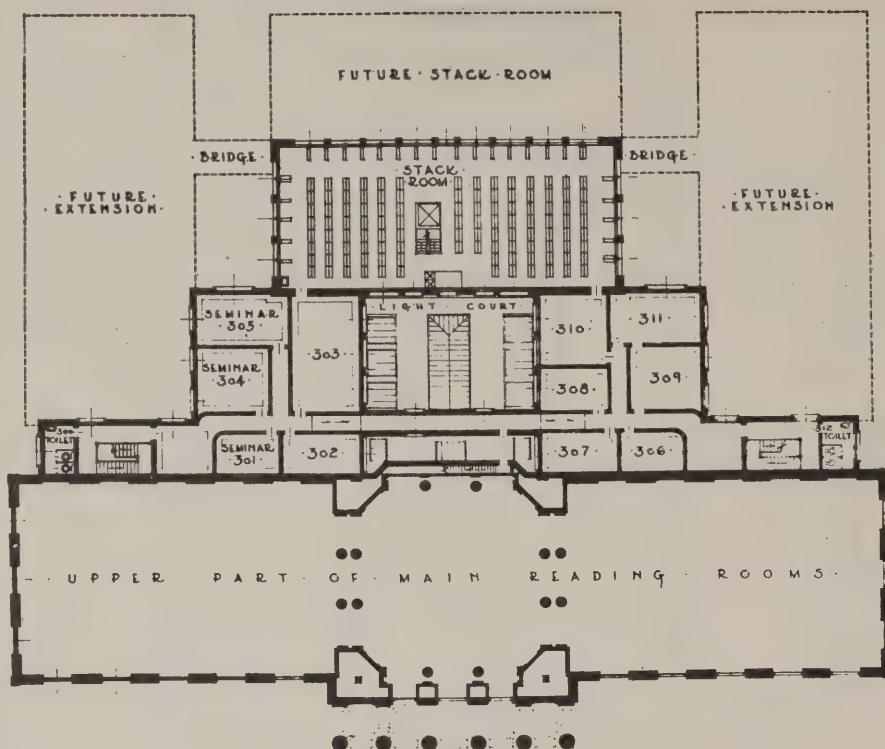 FUTURE · STACK · ROOM
· BRIDGE ·
STACK ·
ROOM
BRIDGE ·
· FUTURE ·
EXTENSION ·
· FUTURE ·
EXTENSION
SEMINAR
· 305 ·
· 303 ·
· LIGHT COURT ·
· 310 ·
· 311 ·
SEMINAR
· 304 ·
· 308 ·
· 309 ·
TOILET
SEMINAR
· 301 ·
· 302 ·
· 307 ·
· 306 ·
312
TOILET
· UPPER PART · OF · MAIN READING · ROOMS ·